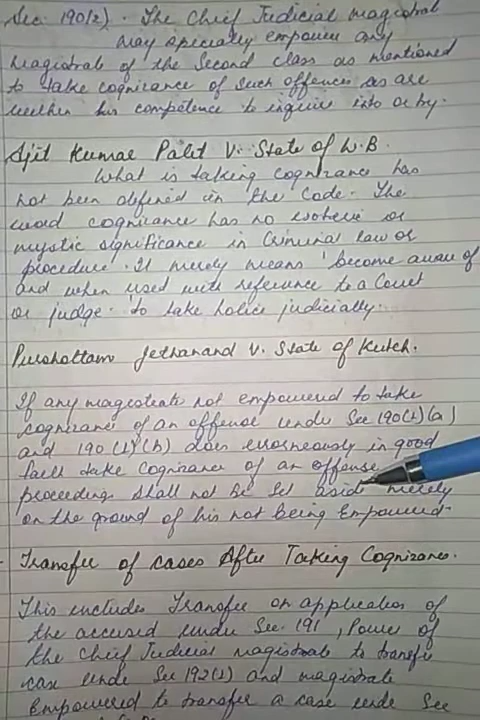 Sec. 190(2). The Chief Judicial magistrat
may specially empower any
Magistrate of the Second class as mentioned
to take cognizance of such offences as are
within his competence to inquire into or by.
Ajit Kumar Palit V. State of W.B.
What is taking cognizance has
not been defined in the Code. The
word cognizance has no esoteric or
mystic significance in Criminal law or
procedure. It merely means 'become aware of
and when used with reference to a Court
or judge 'to take notice judicially.
Purshottam Jethanand V. State of Kutch.
If any magistrate not empowered to take
cognizance of an offense under Sec 190(1)(a)
and 190(1)(b) does erroneously in good
faith take Cognizance of an offense
proceeding shall not be Set Aside merely
on the ground of his not being Empowered.
Transfer of cases After Taking Cognizance.
This includes Transfer on application of
the accused under Sec. 191, Power of
the Chief Judicial magistrate to transfer
case under Sec 192(1) and magistrate
empowered to transfer a case under Sec